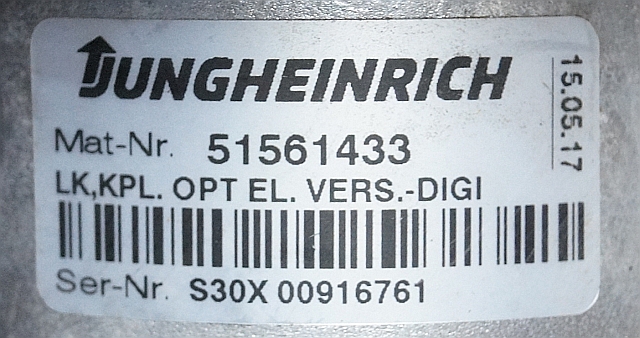 JUNGHEINRICH
Mat-Nr. 51561433
LK,KPL. OPT EL. VERS.-DIGI
Ser-Nr. S30X 00916761
15.05.17